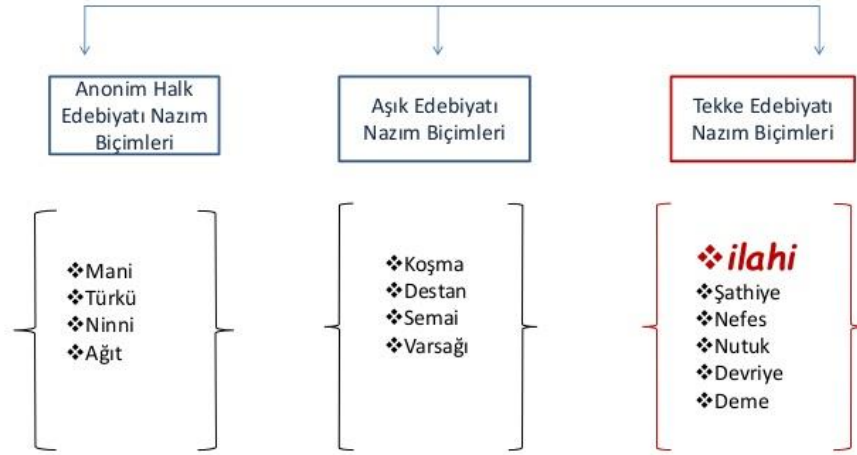 Anonim Halk
Edebiyatı Nazım
Biçimleri
Aşık Edebiyatı
Nazım Biçimleri
Tekke Edebiyatı
Nazım Biçimleri
❖Mani
❖Türkü
❖Ninni
❖Ağıt
❖Koşma
❖Destan
❖Semai
❖Varsağı
❖ilahi
❖Şathiye
❖Nefes
❖Nutuk
❖Devriye
❖Deme